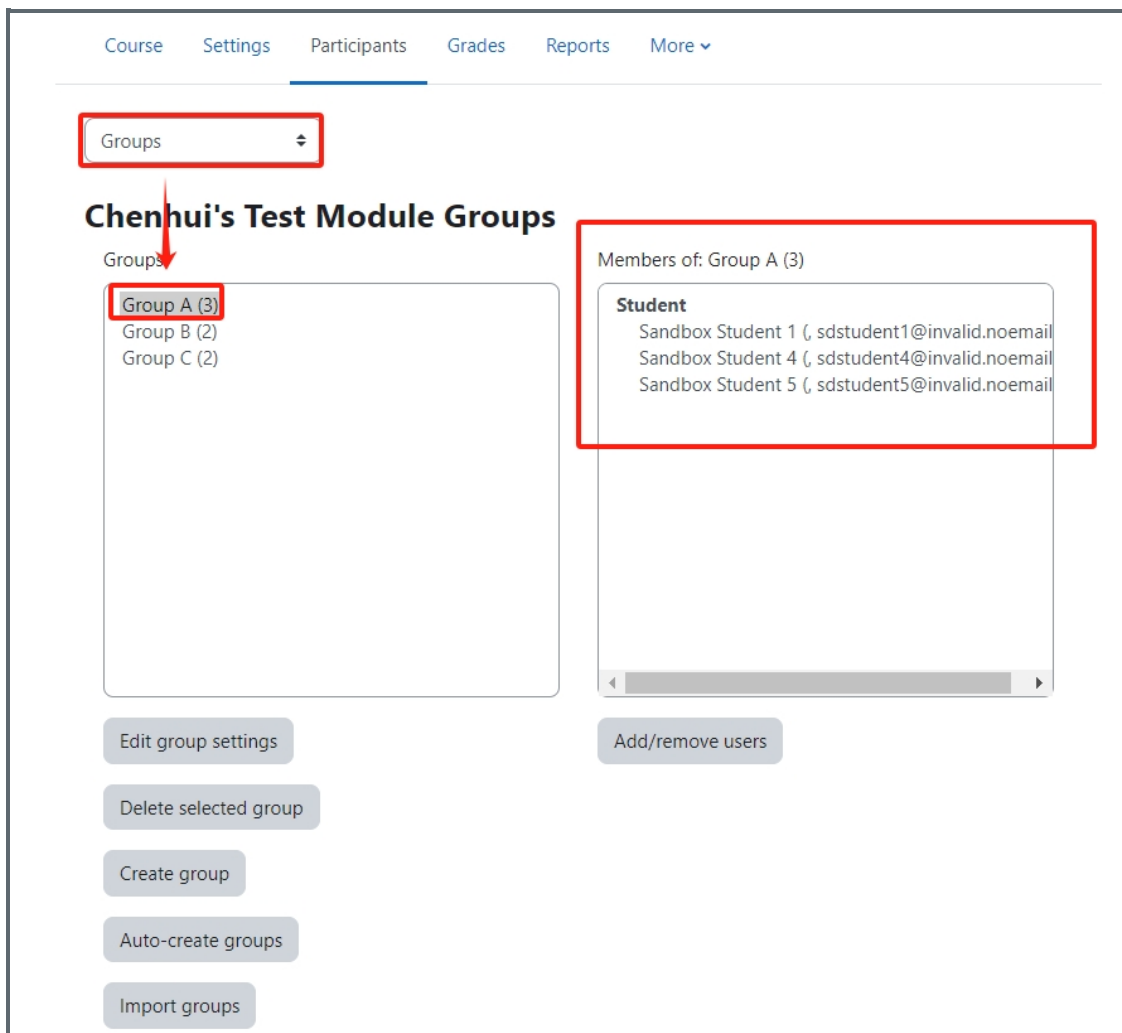 Course Settings Participants Grades Reports More
Groups
Chenhui's Test Module Groups
Groups
Group A (3)
Group B (2)
Group C (2)
Members of: Group A (3)
Student
Sandbox Student 1 (, sdstudent1@invalid.noemail
Sandbox Student 4 (, sdstudent4@invalid.noemail
Sandbox Student 5 (, sdstudent5@invalid.noemail
Edit group settings
Add/remove users
Delete selected group
Create group
Auto-create groups
Import groups